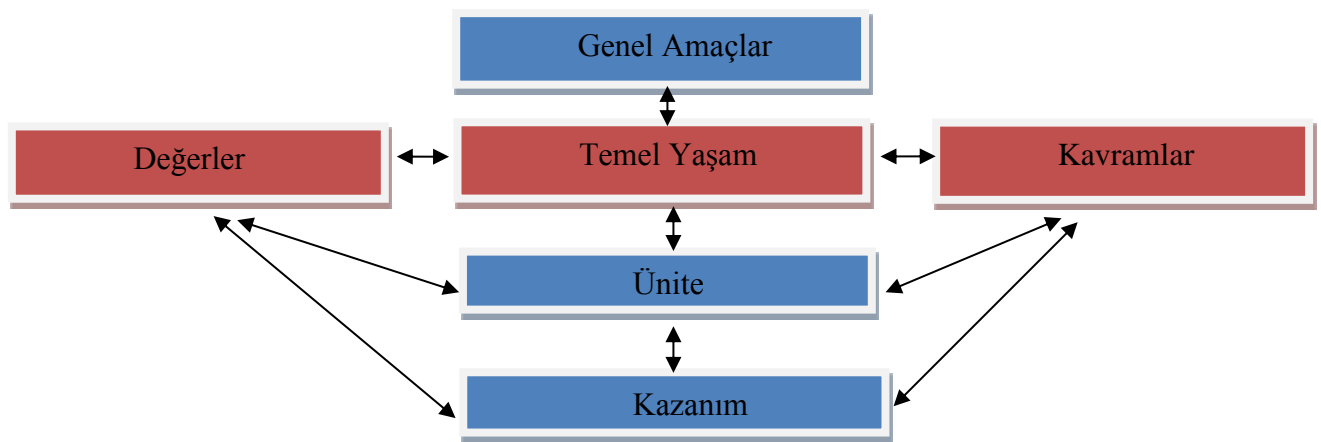 Genel Amaçlar
Değerler
Temel Yaşam
Kavramlar
Ünite
Kazanım